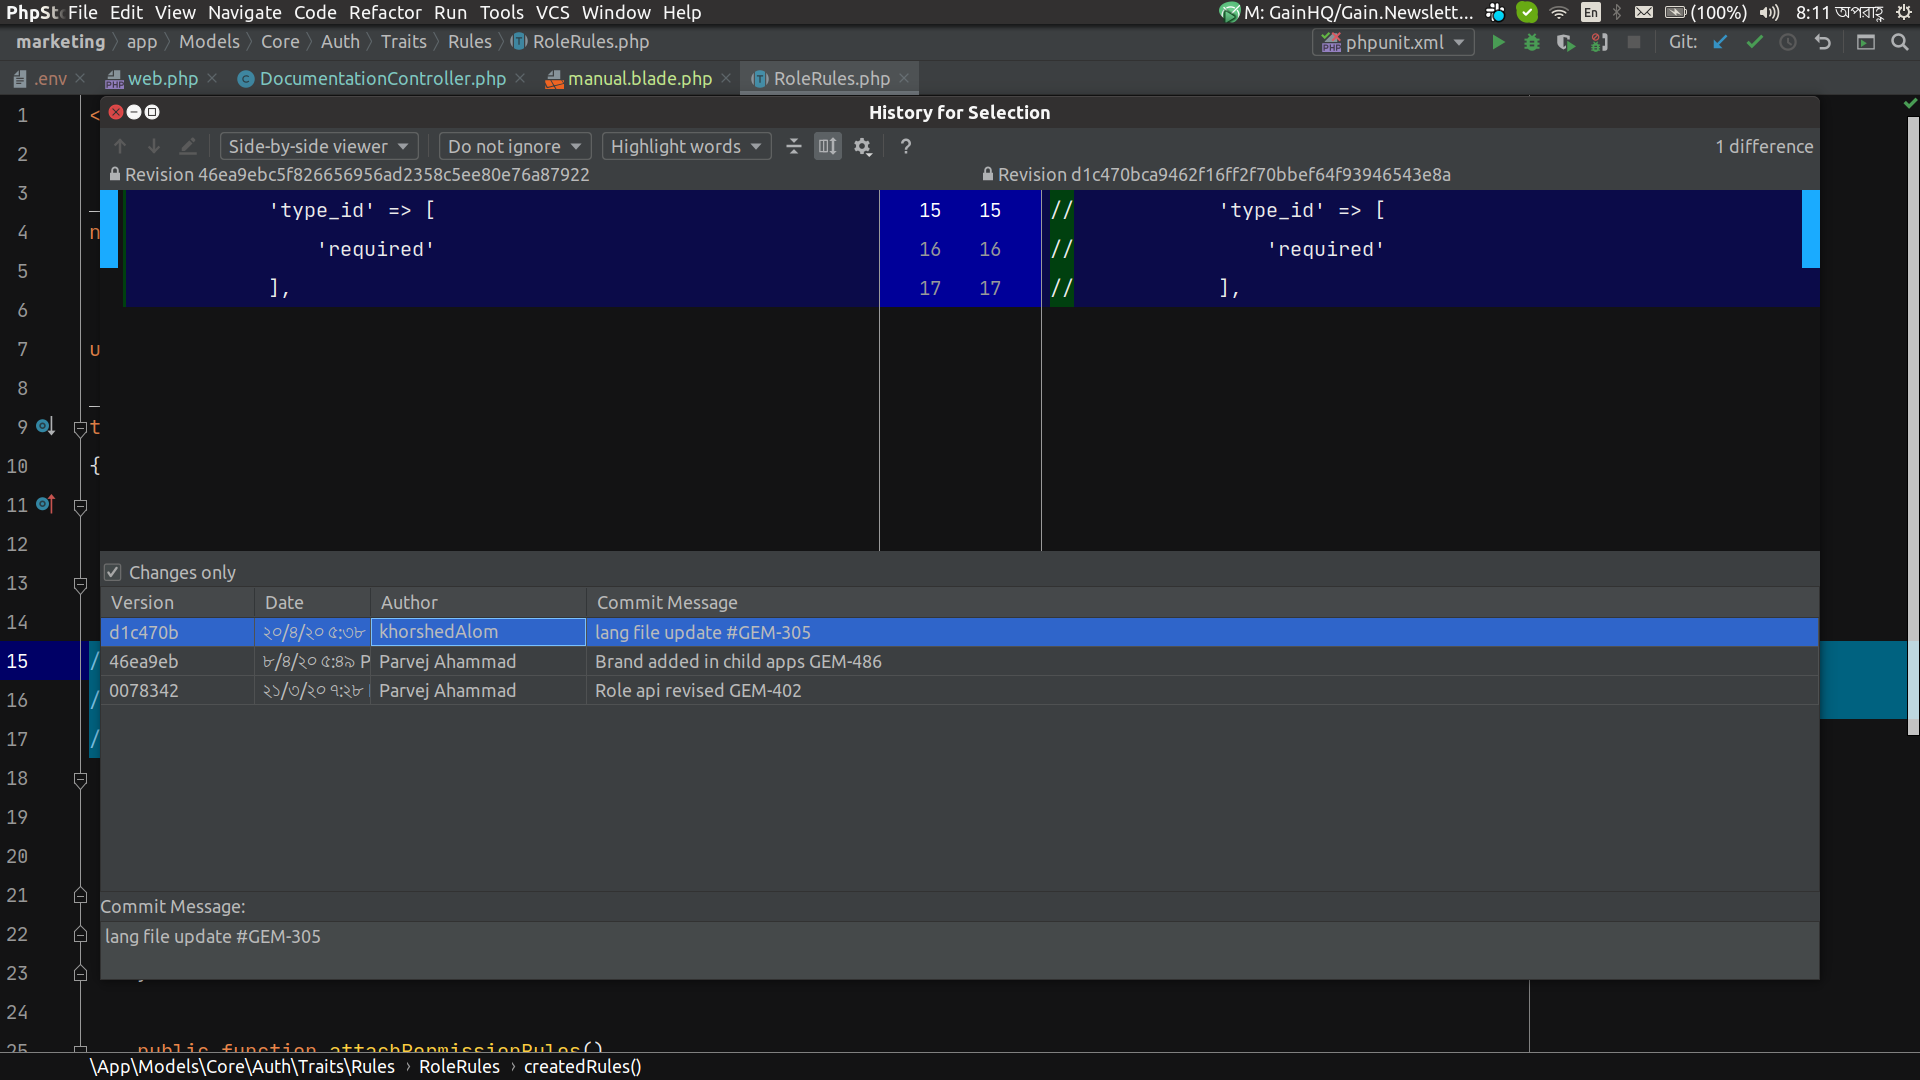 PhpSt File Edit View Navigate Code Refactor Run Tools VCS Window Help M: GainHQ/Gain.Newslett... En (100%) 8:11 অপরাহ্ণ
marketing app Models Core Auth Traits Rules RoleRules.php phpunit.xml Git:
.env web.php DocumentationController.php manual.blade.php RoleRules.php
History for Selection
Side-by-side viewer Do not ignore Highlight words ? 1 difference
Revision 46ea9ebc5f826656956ad2358c5ee80e76a87922 Revision d1c470bca9462f16ff2f70bbef64f93946543e8a
'type_id' => [ 15 15 // 'type_id' => [
'required' 16 16 // 'required'
], 17 17 // ],
1 <
2
3
4 n
5
6
7 u
8
9 t
10 {
11
12
13
14
15 /
16 /
17 /
18
19
20
21
22
23
24
25 public function attachPermissionRules()
Changes only
Version Date Author Commit Message
d1c470b ২০/৪/২০ ৫:৩৮ khorshedAlom lang file update #GEM-305
46ea9eb ৮/৪/২০ ৫:৪৯ P Parvej Ahammad Brand added in child apps GEM-486
0078342 ২১/৩/২০ ৭:২৮ Parvej Ahammad Role api revised GEM-402
Commit Message:
lang file update #GEM-305
\App\Models\Core\Auth\Traits\Rules › RoleRules › createdRules()